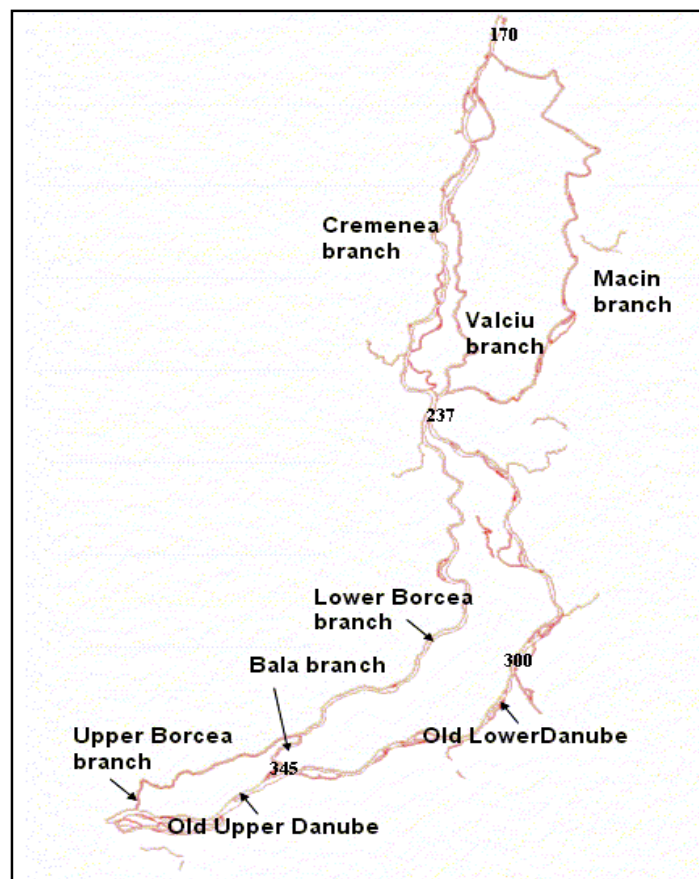 170
Cremenea
branch
Macin
branch
Valciu
branch
237
Lower Borcea
branch
Bala branch
300
Upper Borcea
branch
345
Old LowerDanube
Old Upper Danube